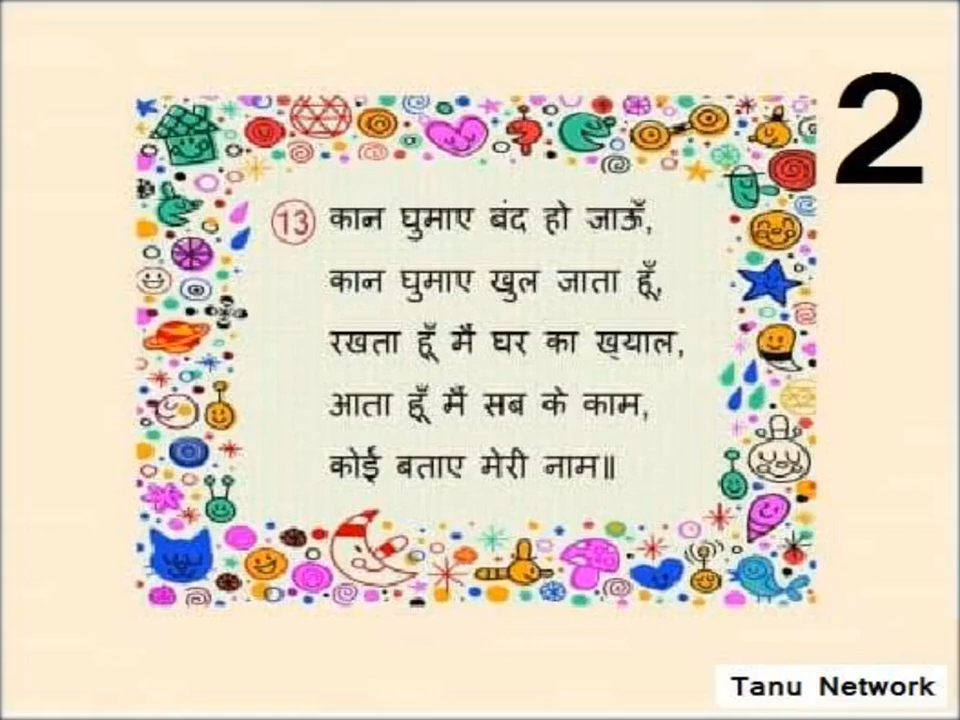 2
13 कान घुमाए बंद हो जाऊँ,
कान घुमाए खुल जाता हूँ,
रखता हूँ मैं घर का ख्याल,
आता हूँ मैं सब के काम,
कोई बताए मेरी नाम॥
Tanu Network